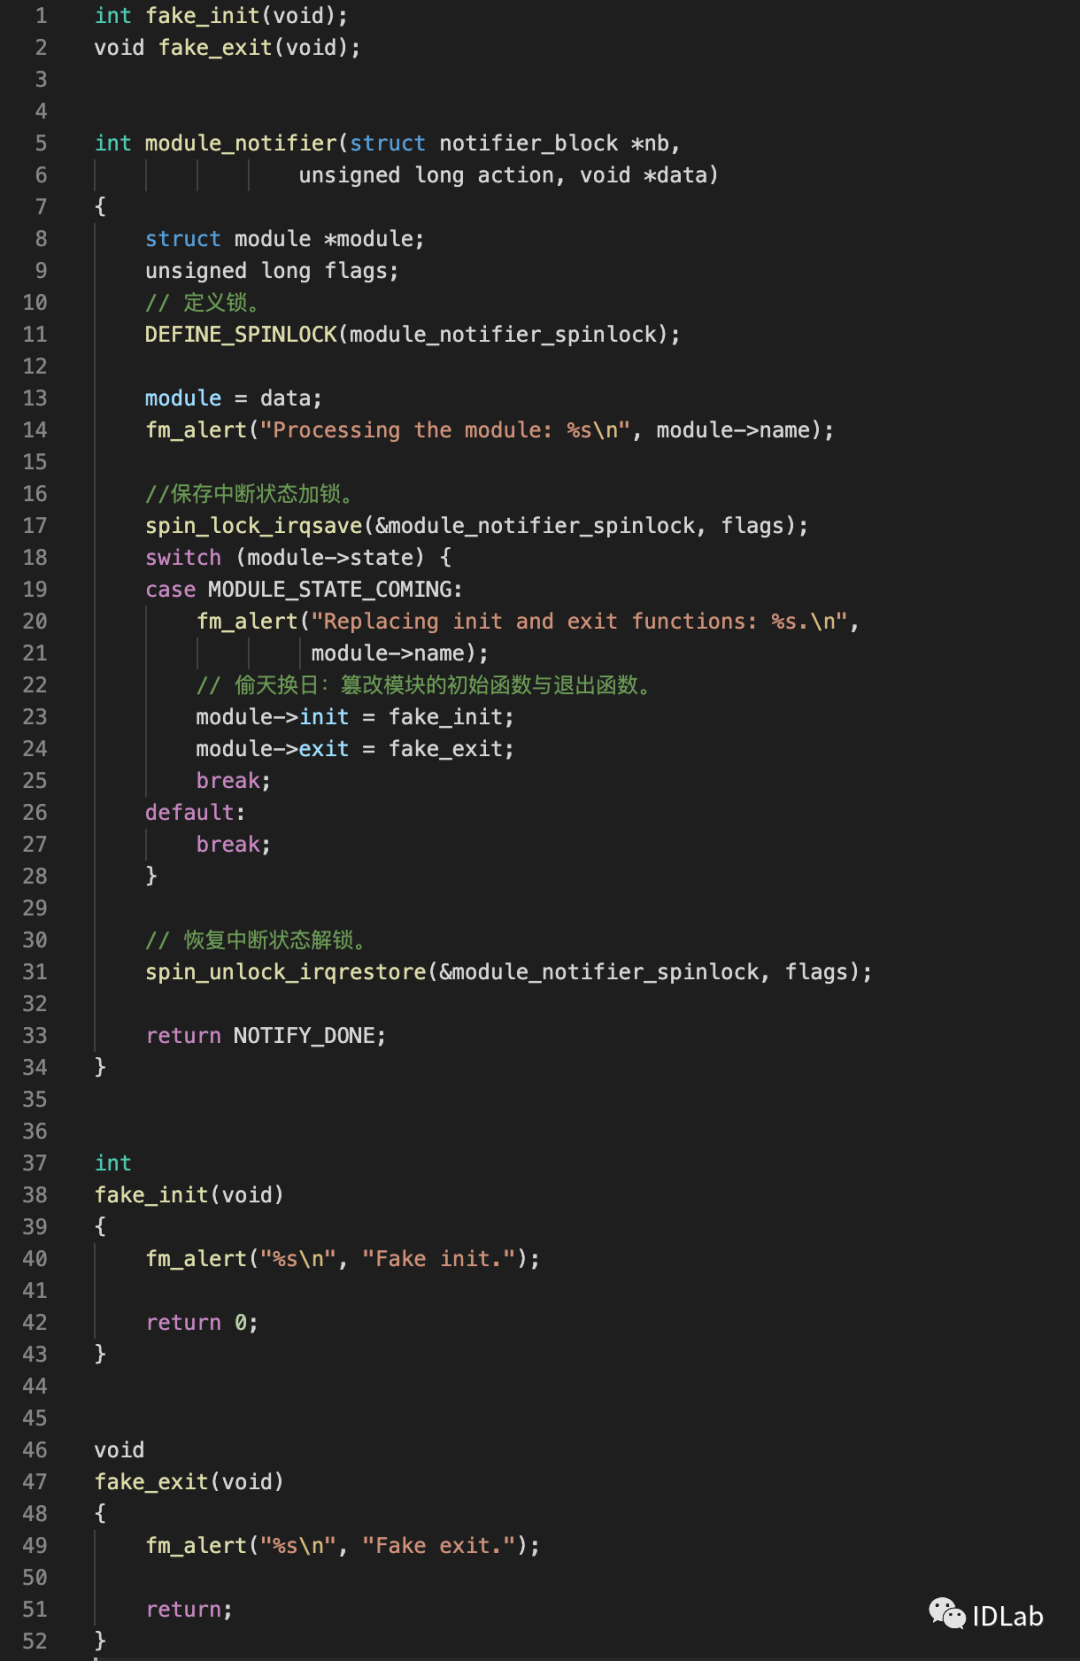 1 int fake_init(void);
2 void fake_exit(void);
3
4
5 int module_notifier(struct notifier_block *nb,
6 unsigned long action, void *data)
7 {
8 struct module *module;
9 unsigned long flags;
10 // 定义锁。
11 DEFINE_SPINLOCK(module_notifier_spinlock);
12
13 module = data;
14 fm_alert("Processing the module: %s\n", module->name);
15
16 //保存中断状态加锁。
17 spin_lock_irqsave(&module_notifier_spinlock, flags);
18 switch (module->state) {
19 case MODULE_STATE_COMING:
20 fm_alert("Replacing init and exit functions: %s.\n",
21 module->name);
22 // 偷天换日：篡改模块的初始函数与退出函数。
23 module->init = fake_init;
24 module->exit = fake_exit;
25 break;
26 default:
27 break;
28 }
29
30 // 恢复中断状态解锁。
31 spin_unlock_irqrestore(&module_notifier_spinlock, flags);
32
33 return NOTIFY_DONE;
34 }
35
36
37 int
38 fake_init(void)
39 {
40 fm_alert("%s\n", "Fake init.");
41
42 return 0;
43 }
44
45
46 void
47 fake_exit(void)
48 {
49 fm_alert("%s\n", "Fake exit.");
50
51 return;
52 }
IDLab